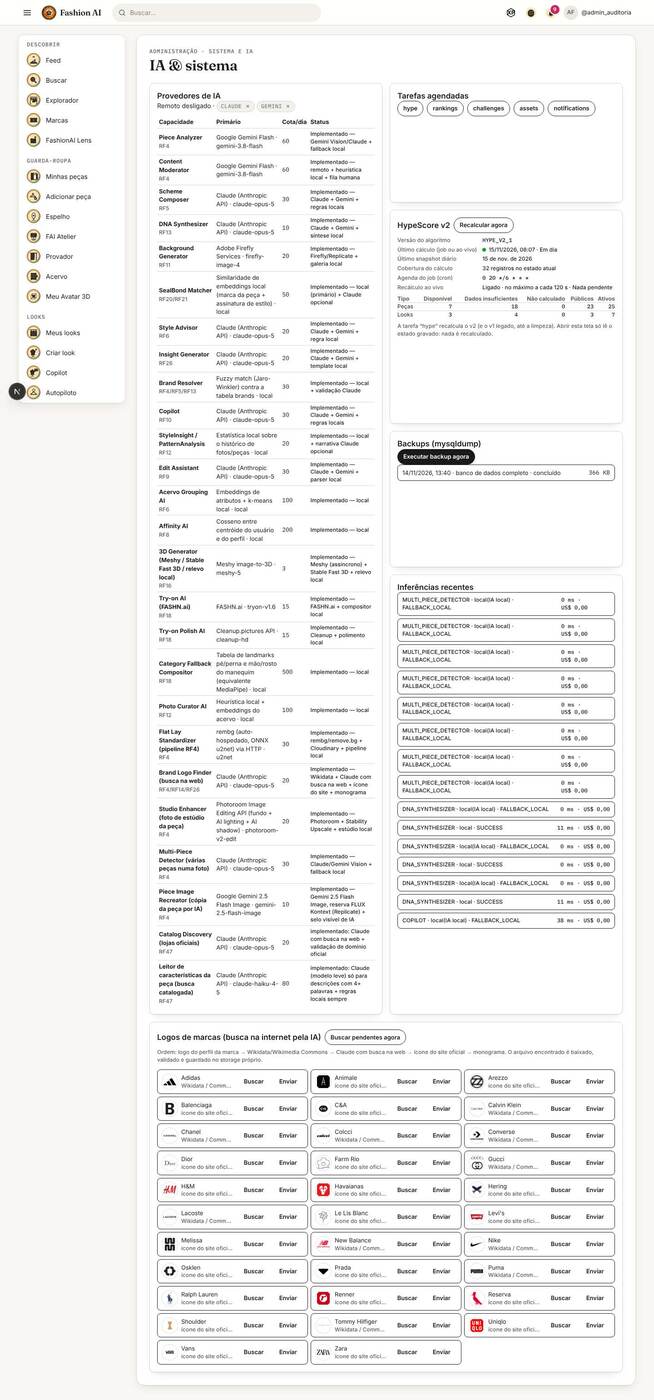 Fashion AI
Buscar...
9
AF
@admin_auditoria
DESCOBRIR
Feed
Buscar
Explorador
Marcas
FashionAI Lens
GUARDA-ROUPA
Minhas peças
Adicionar peça
Espelho
FAI Atelier
Provador
Acervo
Meu Avatar 3D
LOOKS
Meus looks
Criar look
Copilot
Autopiloto
ADMINISTRAÇÃO · SISTEMA E IA
IA & sistema
Provedores de IA
Remoto desligado · CLAUDE × GEMINI ×
Capacidade Primário Cota/dia Status
Piece Analyzer
RF4
Google Gemini Flash ·
gemini-3.8-flash
60
Implementado —
Gemini Vision/Claude +
fallback local
Content
Moderator
RF4
Google Gemini Flash ·
gemini-3.8-flash
60
Implementado —
remoto + heurística
local + fila humana
Scheme
Composer
RF5
Claude (Anthropic
API) · claude-opus-5
30
Implementado —
Claude + Gemini +
regras locais
DNA Synthesizer
RF13
Claude (Anthropic
API) · claude-opus-5
10
Implementado —
Claude + Gemini +
síntese local
Background
Generator
RF11
Adobe Firefly
Services · firefly-
image-4
20
Implementado —
Firefly/Replicate +
galeria local
SealBond Matcher
RF20/RF21
Similaridade de
embeddings local
(marca da peça +
assinatura de estilo) ·
local
50
Implementado — local
(primário) + Claude
opcional
Style Advisor
RF6
Claude (Anthropic
API) · claude-opus-5
20
Implementado —
Claude + Gemini +
regras locais
Insight Generator
RF26
Claude (Anthropic
API) · claude-opus-5
20
Implementado —
Claude + Gemini +
template local
Brand Resolver
RF4/RF5/RF13
Fuzzy match (Jaro-
Winkler) contra a
tabela brands · local
30
Implementado — local
+ validação Claude
Copilot
RF10
Claude (Anthropic
API) · claude-opus-5
30
Implementado —
Claude + Gemini +
regras locais
StyleInsight /
PatternAnalysis
RF12
Estatística local sobre
o histórico de
fotos/peças · local
20
Implementado — local
+ narrativa Claude
opcional
Edit Assistant
RF9
Claude (Anthropic
API) · claude-opus-5
30
Implementado —
Claude + Gemini +
parser local
Acervo Grouping
AI
RF6
Embeddings de
atributos + k-means
local · local
100
Implementado — local
Affinity AI
RF8
Cosseno entre
centróide do usuário
e do perfil · local
200
Implementado — local
3D Generator
(Meshy / Stable
Fast 3D / relevo
local)
RF16
Meshy image-to-3D ·
meshy-5
3
Implementado —
Meshy (assíncrono) +
Stable Fast 3D + relevo
local
Try-on AI
(FASHN.ai)
RF18
FASHN.ai · tryon-v1.6
15
Implementado —
FASHN.ai + compositor
local
Try-on Polish AI
RF18
Cleanup.pictures API ·
cleanup-hd
15
Implementado —
Cleanup + polimento
local
Category Fallback
Compositor
RF18
Tabela de landmarks
pé/perna e mão/rosto
do manequim
(equivalente
MediaPipe) · local
500
Implementado — local
Photo Curator AI
RF12
Heurística local +
embeddings do
acervo · local
100
Implementado — local
Flat Lay
Standardizer
(pipeline RF4)
RF4
rembg (auto-
hospedado, ONNX
u2net) via HTTP ·
u2net
30
Implementado —
rembg/remove.bg +
Cloudinary + pipeline
local
Brand Logo Finder
(busca na web)
RF4/RF14/RF26
Claude (Anthropic
API) · claude-opus-5
20
Implementado —
Wikidata + Claude com
busca na web + ícone
do site + monograma
Studio Enhancer
(foto de estúdio
da peça)
RF4
Photoroom Image
Editing API (fundo +
AI lighting + AI
shadow) · photoroom-
v2-edit
20
Implementado —
Photoroom + Stability
Upscale + estúdio local
Multi-Piece
Detector (várias
peças numa foto)
RF4
Claude (Anthropic
API) · claude-opus-5
30
Implementado —
Claude/Gemini Vision +
fallback local
Piece Image
Recreator (cópia
da peça por IA)
RF4
Google Gemini 2.5
Flash Image · gemini-
2.5-flash-image
10
Implementado —
Gemini 2.5 Flash
Image, reserva FLUX
Kontext (Replicate) +
selo visível de IA
Catalog Discovery
(lojas oficiais)
RF47
Claude (Anthropic
API) · claude-opus-5
20
Implementado: Claude
com busca na web +
validação de domínio
oficial
Leitor de
características da
peça (busca
catalogada)
RF47
Claude (Anthropic
API) · claude-haiku-4-
5
80
Implementado: Claude
(modelo leve) só para
descrições com 4+
palavras + regras
locais sempre
Tarefas agendadas
hype rankings challenges assets notifications
HypeScore v2 Recalcular agora
Versão do algoritmo HYPE_V2_1
Último cálculo (job ou ao vivo) 15/11/2026, 08:07 · Em dia
Último snapshot diário 15 de nov. de 2026
Cobertura do cálculo 32 registros no estado atual
Agenda do job (cron) 0 20 */6 * * *
Recálculo ao vivo Ligado · no máximo a cada 120 s · Nada pendente
Tipo Disponível Dados insuficientes Não calculado Públicos Ativos
Peças 7 18 0 23 25
Looks 3 4 0 3 7
A tarefa "hype" recalcula o v2 (e o v1 legado, até a limpeza). Abrir esta tela só lê o
estado gravado: nada é recalculado.
Backups (mysqldump)
Executar backup agora
14/11/2026, 13:40 · banco de dados completo · concluído 366 KB
Inferências recentes
MULTI_PIECE_DETECTOR · local(IA local) ·
FALLBACK_LOCAL
0 ms ·
US$ 0,00
MULTI_PIECE_DETECTOR · local(IA local) ·
FALLBACK_LOCAL
0 ms ·
US$ 0,00
MULTI_PIECE_DETECTOR · local(IA local) ·
FALLBACK_LOCAL
0 ms ·
US$ 0,00
MULTI_PIECE_DETECTOR · local(IA local) ·
FALLBACK_LOCAL
0 ms ·
US$ 0,00
MULTI_PIECE_DETECTOR · local(IA local) ·
FALLBACK_LOCAL
0 ms ·
US$ 0,00
MULTI_PIECE_DETECTOR · local(IA local) ·
FALLBACK_LOCAL
0 ms ·
US$ 0,00
MULTI_PIECE_DETECTOR · local(IA local) ·
FALLBACK_LOCAL
0 ms ·
US$ 0,00
MULTI_PIECE_DETECTOR · local(IA local) ·
FALLBACK_LOCAL
0 ms ·
US$ 0,00
DNA_SYNTHESIZER · local(IA local) · FALLBACK_LOCAL 0 ms · US$ 0,00
DNA_SYNTHESIZER · local · SUCCESS 11 ms · US$ 0,00
DNA_SYNTHESIZER · local(IA local) · FALLBACK_LOCAL 0 ms · US$ 0,00
DNA_SYNTHESIZER · local · SUCCESS 0 ms · US$ 0,00
DNA_SYNTHESIZER · local(IA local) · FALLBACK_LOCAL 0 ms · US$ 0,00
DNA_SYNTHESIZER · local · SUCCESS 11 ms · US$ 0,00
COPILOT · local(IA local) · FALLBACK_LOCAL 38 ms · US$ 0,00
Logos de marcas (busca na internet pela IA) Buscar pendentes agora
Ordem: logo do perfil da marca → Wikidata/Wikimedia Commons → Claude com busca na web → ícone do site oficial → monograma. O arquivo encontrado é baixado,
validado e guardado no storage próprio.
Adidas
Wikidata / Comm...
Buscar Enviar
Animale
ícone do site ofici...
Buscar Enviar
Arezzo
ícone do site ofici...
Buscar Enviar
Balenciaga
ícone do site ofici...
Buscar Enviar
C&A
ícone do site ofici...
Buscar Enviar
Calvin Klein
Wikidata / Comm...
Buscar Enviar
Chanel
Wikidata / Comm...
Buscar Enviar
Colcci
Wikidata / Comm...
Buscar Enviar
Converse
Wikidata / Comm...
Buscar Enviar
Dior
ícone do site ofici...
Buscar Enviar
Farm Rio
ícone do site ofici...
Buscar Enviar
Gucci
Wikidata / Comm...
Buscar Enviar
H&M
ícone do site ofici...
Buscar Enviar
Havaianas
ícone do site ofici...
Buscar Enviar
Hering
ícone do site ofici...
Buscar Enviar
Lacoste
Wikidata / Comm...
Buscar Enviar
Le Lis Blanc
ícone do site ofici...
Buscar Enviar
Levi's
ícone do site ofici...
Buscar Enviar
Melissa
ícone do site ofici...
Buscar Enviar
New Balance
Wikidata / Comm...
Buscar Enviar
Nike
Wikidata / Comm...
Buscar Enviar
Osklen
ícone do site ofici...
Buscar Enviar
Prada
ícone do site ofici...
Buscar Enviar
Puma
Wikidata / Comm...
Buscar Enviar
Ralph Lauren
ícone do site ofici...
Buscar Enviar
Renner
ícone do site ofici...
Buscar Enviar
Reserva
ícone do site ofici...
Buscar Enviar
Shoulder
ícone do site ofici...
Buscar Enviar
Tommy Hilfiger
Wikidata / Comm...
Buscar Enviar
Uniqlo
ícone do site ofici...
Buscar Enviar
Vans
ícone do site ofici...
Buscar Enviar
Zara
ícone do site ofici...
Buscar Enviar